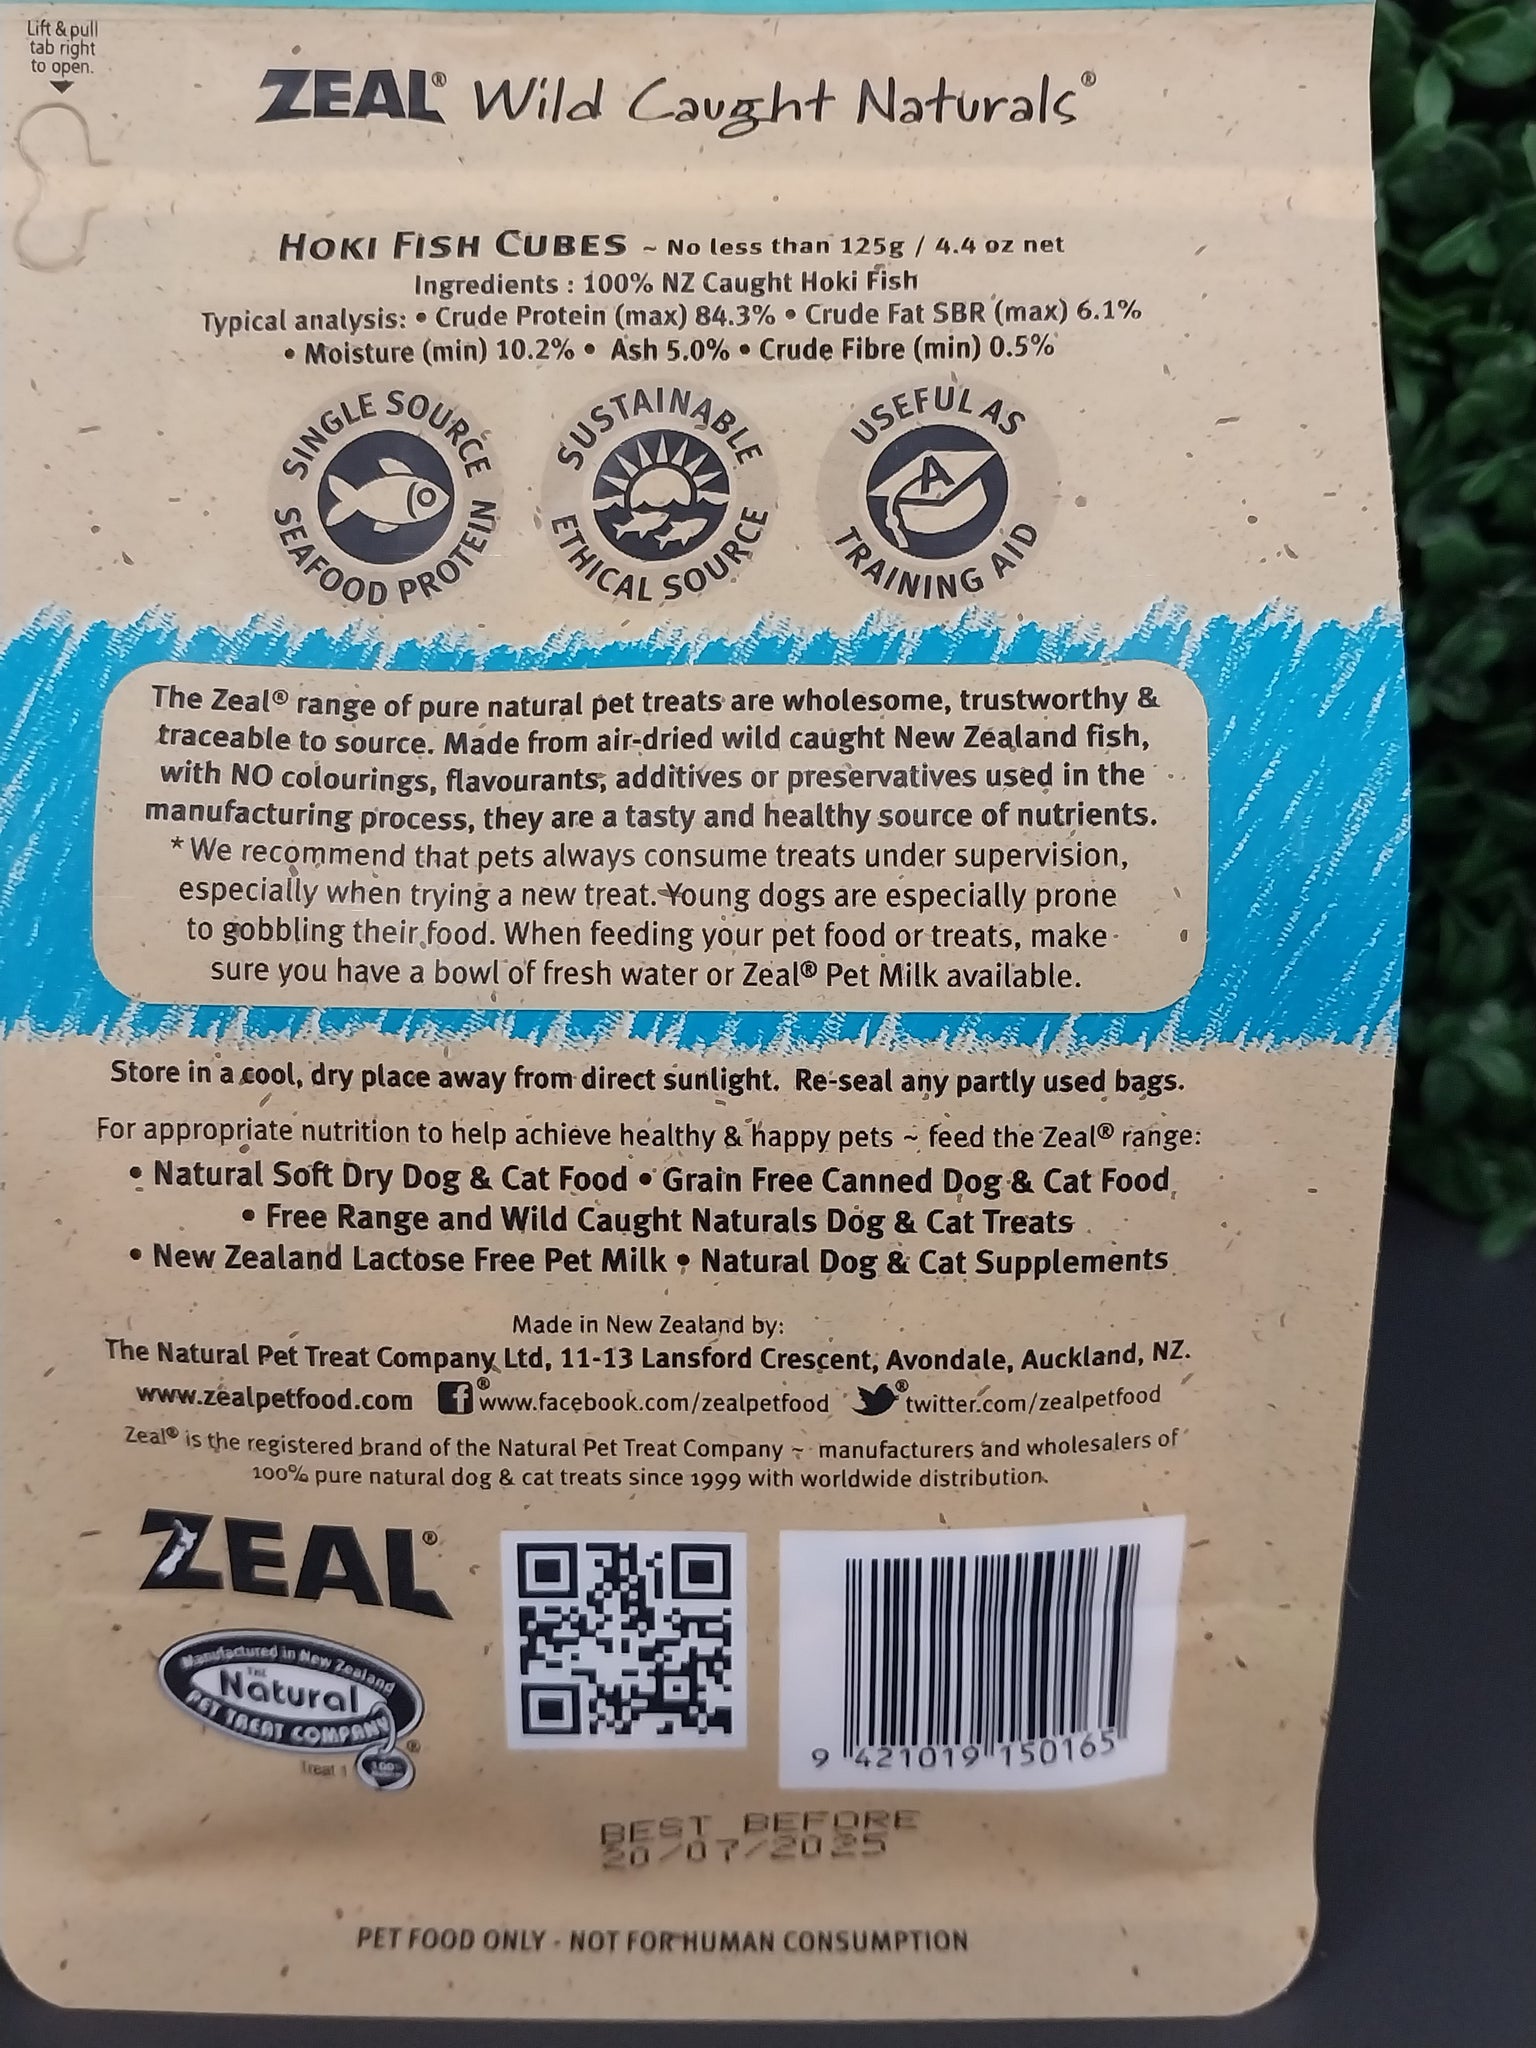 Lift & pull
tab right
to open.
ZEAL® Wild Caught Naturals®
HOKI FISH CUBES ~ No less than 125g / 4.4 oz net
Ingredients : 100% NZ Caught Hoki Fish
Typical analysis: • Crude Protein (max) 84.3% • Crude Fat SBR (max) 6.1%
• Moisture (min) 10.2% • Ash 5.0% • Crude Fibre (min) 0.5%
SINGLE SOURCE
SEAFOOD PROTEIN
SUSTAINABLE
ETHICAL SOURCE
USEFUL AS
A
TRAINING AID
The Zeal® range of pure natural pet treats are wholesome, trustworthy &
traceable to source. Made from air-dried wild caught New Zealand fish,
with NO colourings, flavourants, additives or preservatives used in the
manufacturing process, they are a tasty and healthy source of nutrients.
*We recommend that pets always consume treats under supervision,
especially when trying a new treat. Young dogs are especially prone
to gobbling their food. When feeding your pet food or treats, make
sure you have a bowl of fresh water or Zeal® Pet Milk available.
Store in a cool, dry place away from direct sunlight. Re-seal any partly used bags.
For appropriate nutrition to help achieve healthy & happy pets ~ feed the Zeal® range:
• Natural Soft Dry Dog & Cat Food • Grain Free Canned Dog & Cat Food
• Free Range and Wild Caught Naturals Dog & Cat Treats
• New Zealand Lactose Free Pet Milk • Natural Dog & Cat Supplements
Made in New Zealand by:
The Natural Pet Treat Company Ltd, 11-13 Lansford Crescent, Avondale, Auckland, NZ.
www.zealpetfood.com f® www.facebook.com/zealpetfood ® twitter.com/zealpetfood
Zeal® is the registered brand of the Natural Pet Treat Company ~ manufacturers and wholesalers of
100% pure natural dog & cat treats since 1999 with worldwide distribution.
ZEAL®
Manufactured in New Zealand
THE
Natural
PET TREAT COMPANY®
Treat 1
100%
9 421019 150165
BEST BEFORE
20/07/2025
PET FOOD ONLY - NOT FOR HUMAN CONSUMPTION